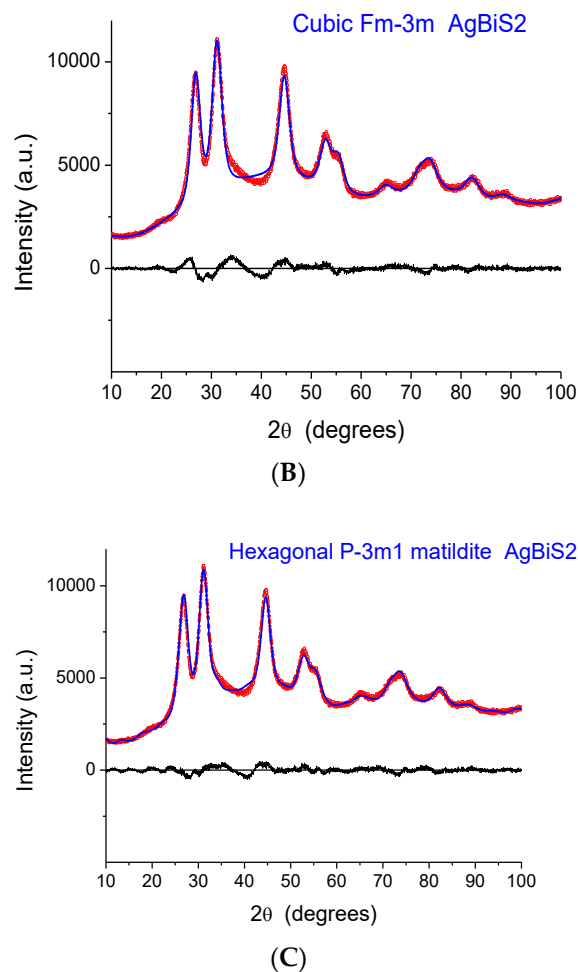 Cubic Fm-3m AgBiS2
Intensity (a.u.)
10000
5000
0
10 20 30 40 50 60 70 80 90 100
2θ (degrees)
(B)
Hexagonal P-3m1 matildite AgBiS2
Intensity (a.u.)
10000
5000
0
10 20 30 40 50 60 70 80 90 100
2θ (degrees)
(C)